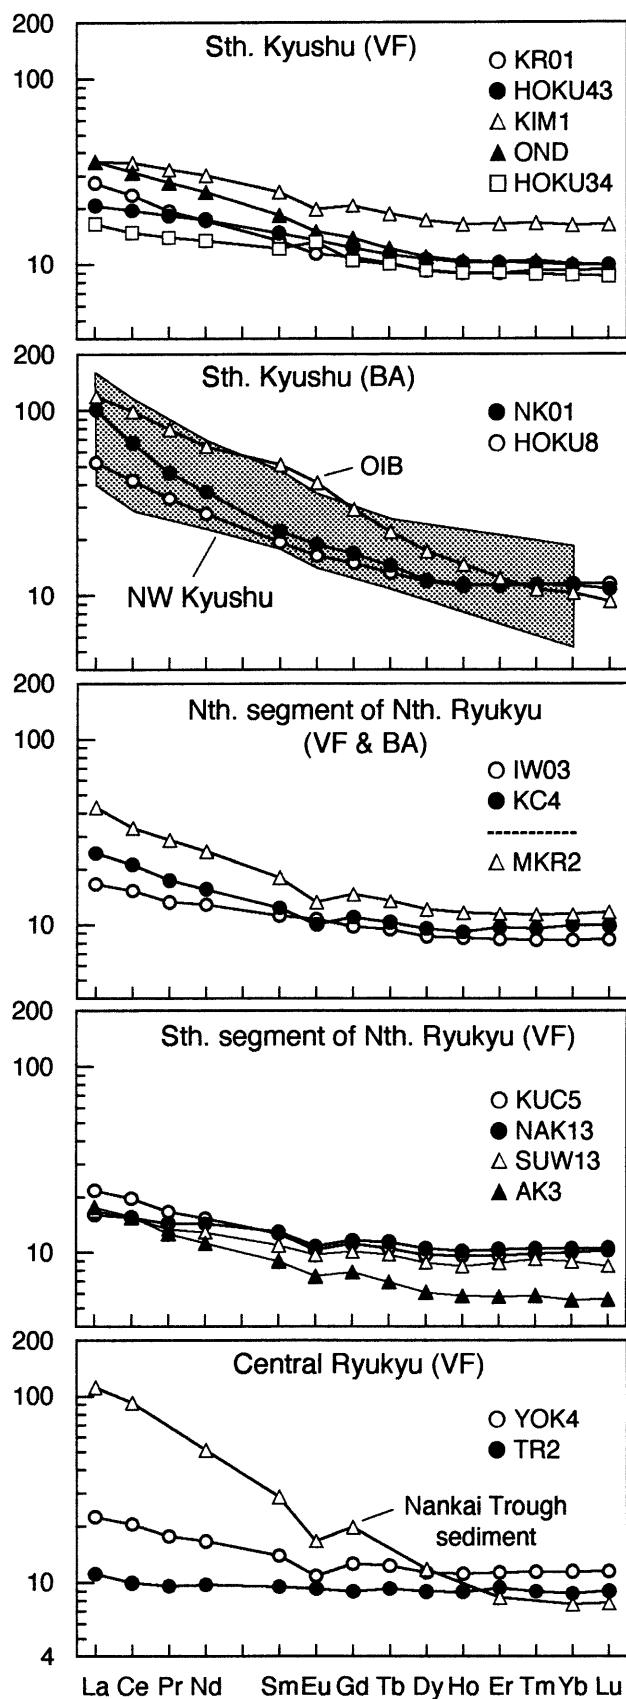 200
Sth. Kyushu (VF)
100
KR01
HOKU43
KIM1
OND
HOKU34
10
200
Sth. Kyushu (BA)
100
NK01
HOKU8
OIB
NW Kyushu
10
200
Nth. segment of Nth. Ryukyu
(VF & BA)
100
IW03
KC4
MKR2
10
Sth. segment of Nth. Ryukyu (VF)
100
KUC5
NAK13
SUW13
AK3
10
200
Central Ryukyu (VF)
100
YOK4
TR2
Nankai Trough
sediment
10
4
La Ce Pr Nd Sm Eu Gd Tb Dy Ho Er Tm Yb Lu